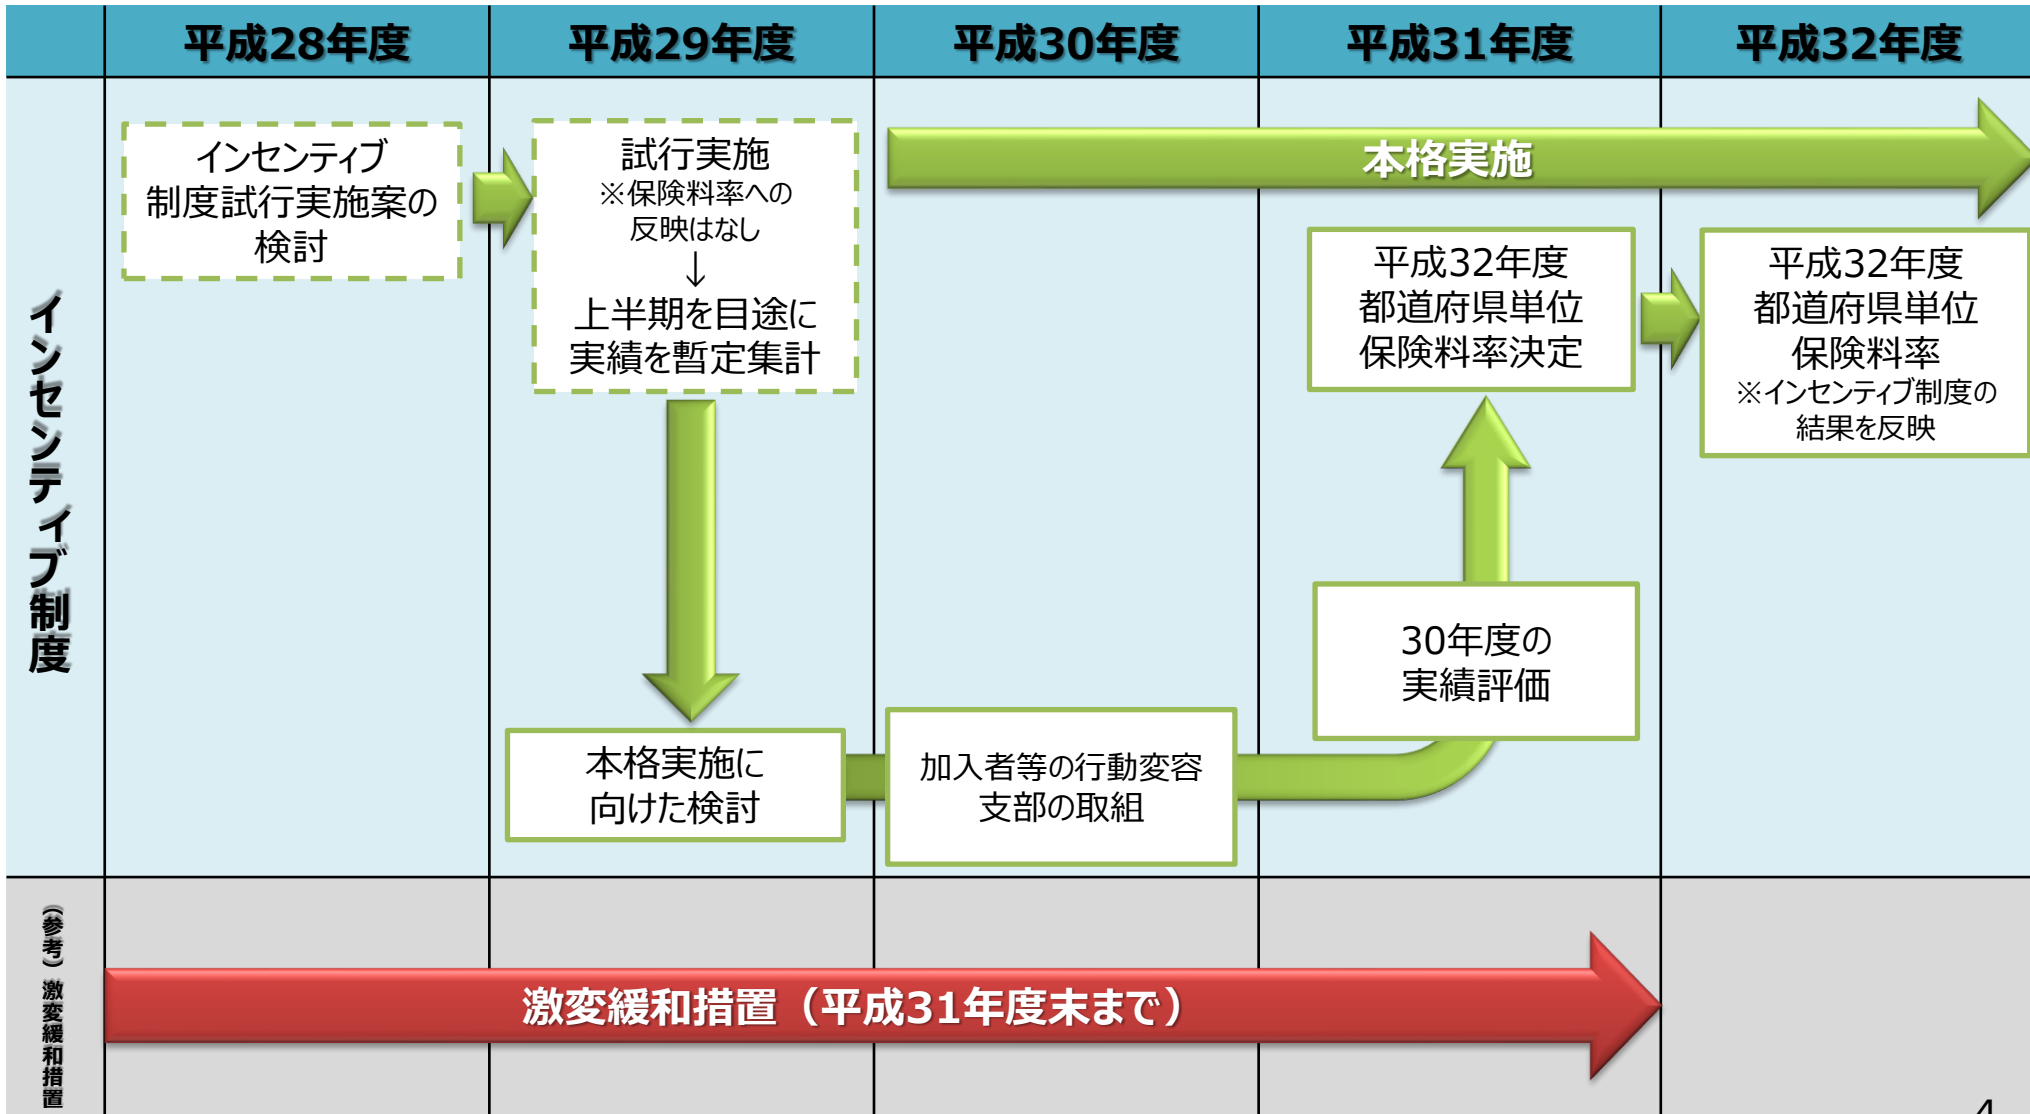 平成28年度
平成29年度
平成30年度
平成31年度
平成32年度
インセンティブ制度
インセンティブ
制度試行実施案の
検討
試行実施
※保険料率への
反映はなし
↓
上半期を目途に
実績を暫定集計
本格実施に
向けた検討
本格実施
加入者等の行動変容
支部の取組
30年度の
実績評価
平成32年度
都道府県単位
保険料率決定
平成32年度
都道府県単位
保険料率
※インセンティブ制度の
結果を反映
（参考）激変緩和措置
激変緩和措置（平成31年度末まで）
4